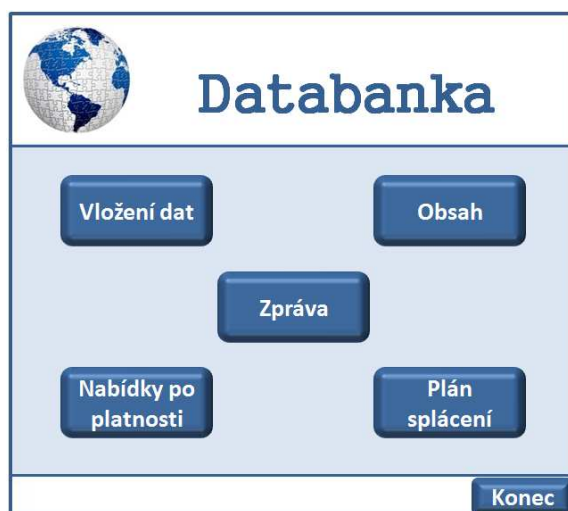 Databanka
Vložení dat
Obsah
Zpráva
Nabídky po
platnosti
Plán
splácení
Konec